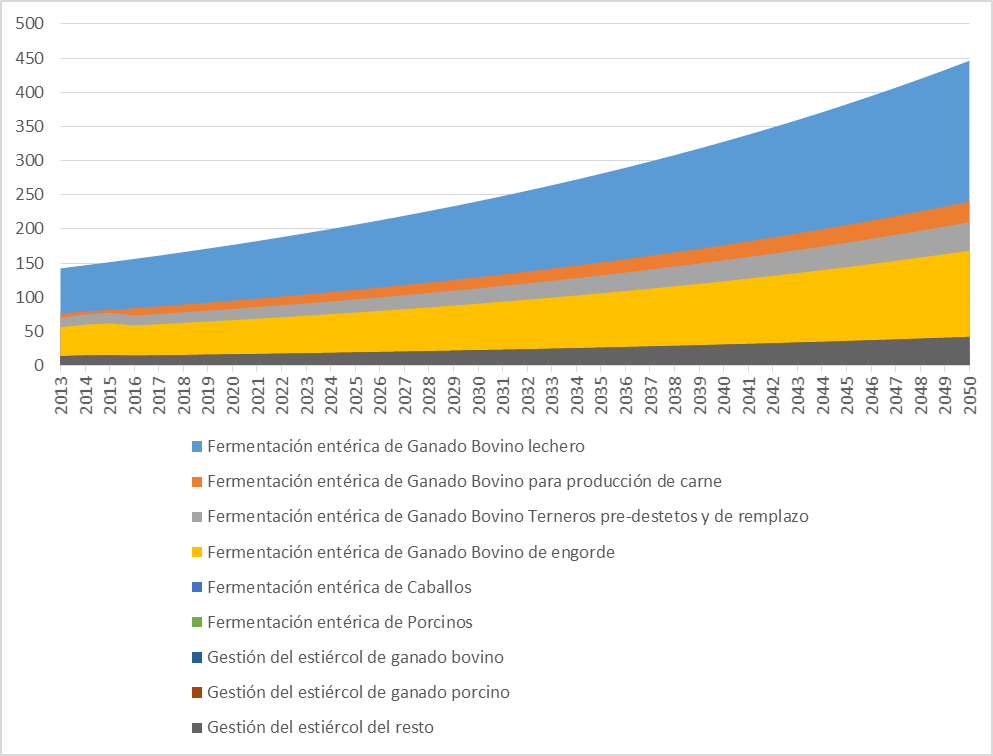 500
450
400
350
300
250
200
150
100
50
0
2013 2014 2015 2016 2017 2018 2019 2020 2021 2022 2023 2024 2025 2026 2027 2028 2029 2030 2031 2032 2033 2034 2035 2036 2037 2038 2039 2040 2041 2042 2043 2044 2045 2046 2047 2048 2049 2050
Fermentación entérica de Ganado Bovino lechero
Fermentación entérica de Ganado Bovino para producción de carne
Fermentación entérica de Ganado Bovino Terneros pre-destetos y de remplazo
Fermentación entérica de Ganado Bovino de engorde
Fermentación entérica de Caballos
Fermentación entérica de Porcinos
Gestión del estiércol de ganado bovino
Gestión del estiércol de ganado porcino
Gestión del estiércol del resto